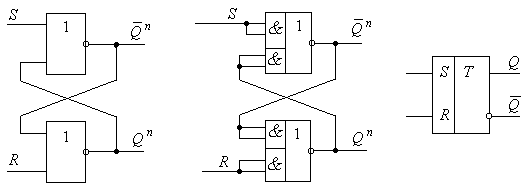 S 1 Q̅ⁿ
1 Qⁿ
R
S & 1 Q̅ⁿ
&
& 1 Qⁿ
R &
S T Q
R Q̅